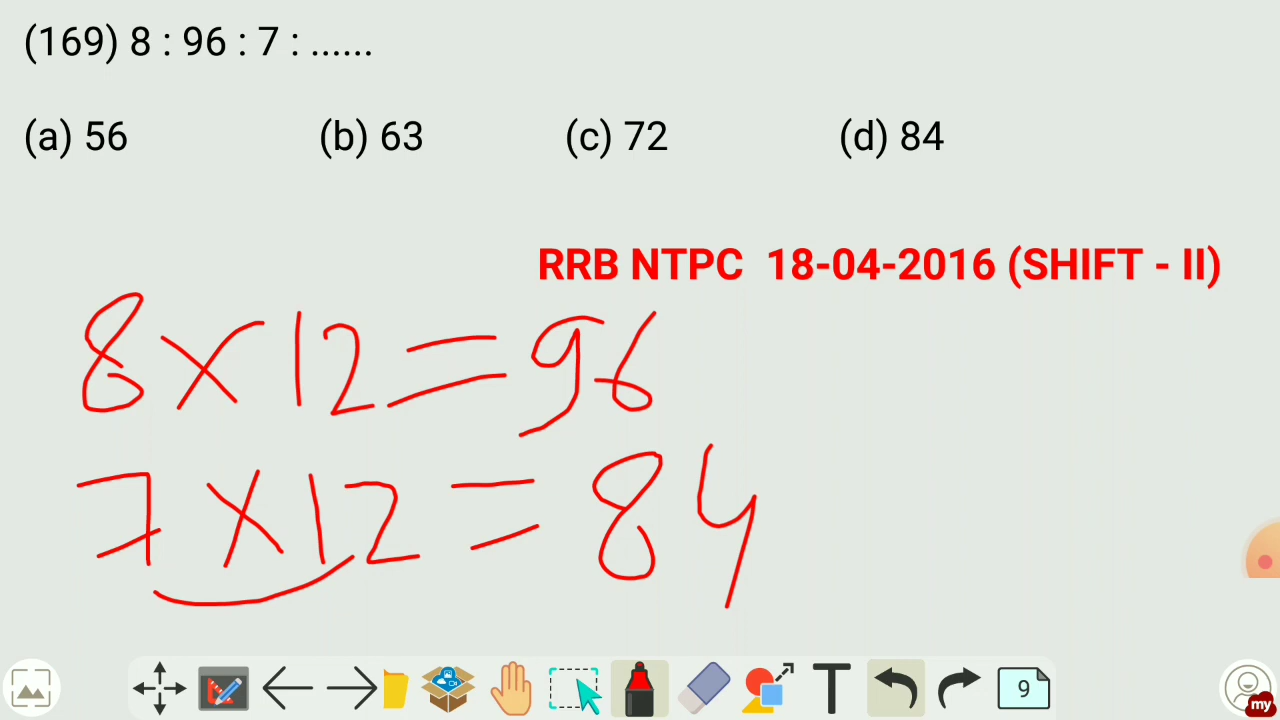 (169) 8 : 96 : 7 : ......
(a) 56 (b) 63 (c) 72 (d) 84
RRB NTPC 18-04-2016 (SHIFT - II)
8 × 12 = 96
7 × 12 = 84
T 9
my